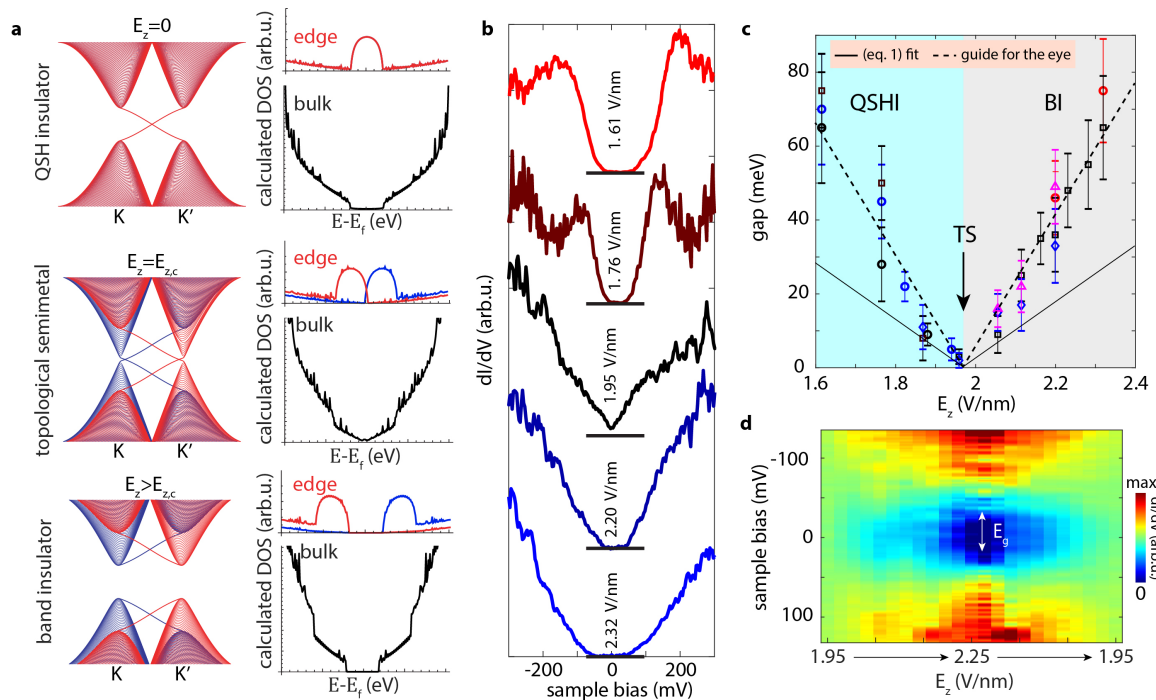 a
E_z=0
QSH insulator
K K′
edge
bulk
calculated DOS (arb.u.)
E-E_f (eV)
E_z=E_z,c
topological semimetal
K K′
edge
bulk
calculated DOS (arb.u.)
E-E_f (eV)
E_z>E_z,c
band insulator
K K′
edge
bulk
calculated DOS (arb.u.)
E-E_f (eV)
b
1.61 V/nm
1.76 V/nm
1.95 V/nm
2.20 V/nm
2.32 V/nm
dI/dV (arb.u.)
-200 0 200
sample bias (mV)
c
(eq. 1) fit guide for the eye
QSHI BI
TS
80
60
40
20
0
gap (meV)
1.6 1.8 2 2.2 2.4
E_z (V/nm)
d
-100
0
100
sample bias (mV)
E_g
max
0
dI/dV (arb.u)
1.95 2.25 1.95
E_z (V/nm)